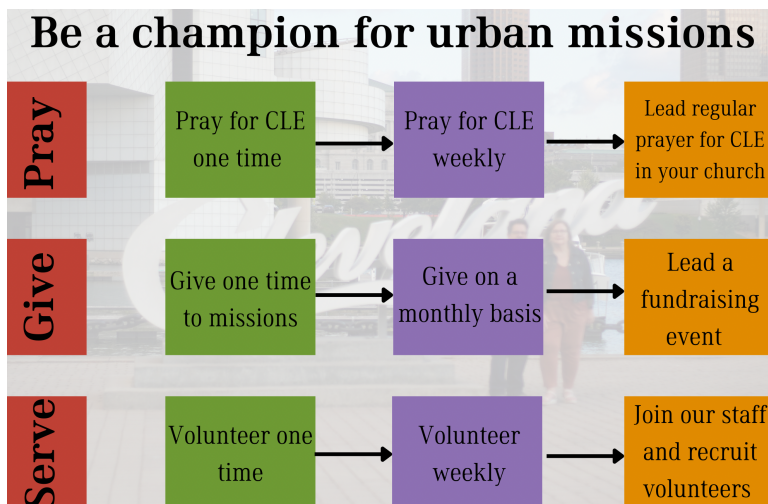 Be a champion for urban missions
Pray
Pray for CLE
one time
Pray for CLE
weekly
Lead regular
prayer for CLE
in your church
Give
Give one time
to missions
Give on a
monthly basis
Lead a
fundraising
event
Serve
Volunteer one
time
Volunteer
weekly
Join our staff
and recruit
volunteers
Cleveland